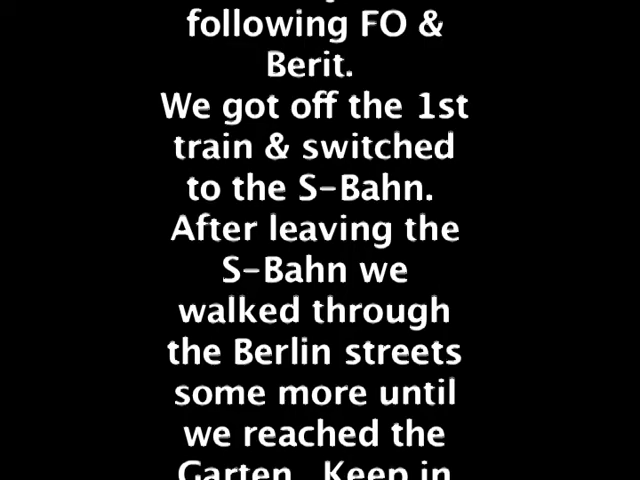 following FO &
Berit.
We got off the 1st
train & switched
to the S-Bahn.
After leaving the
S-Bahn we
walked through
the Berlin streets
some more until
we reached the
Garten. Keep in